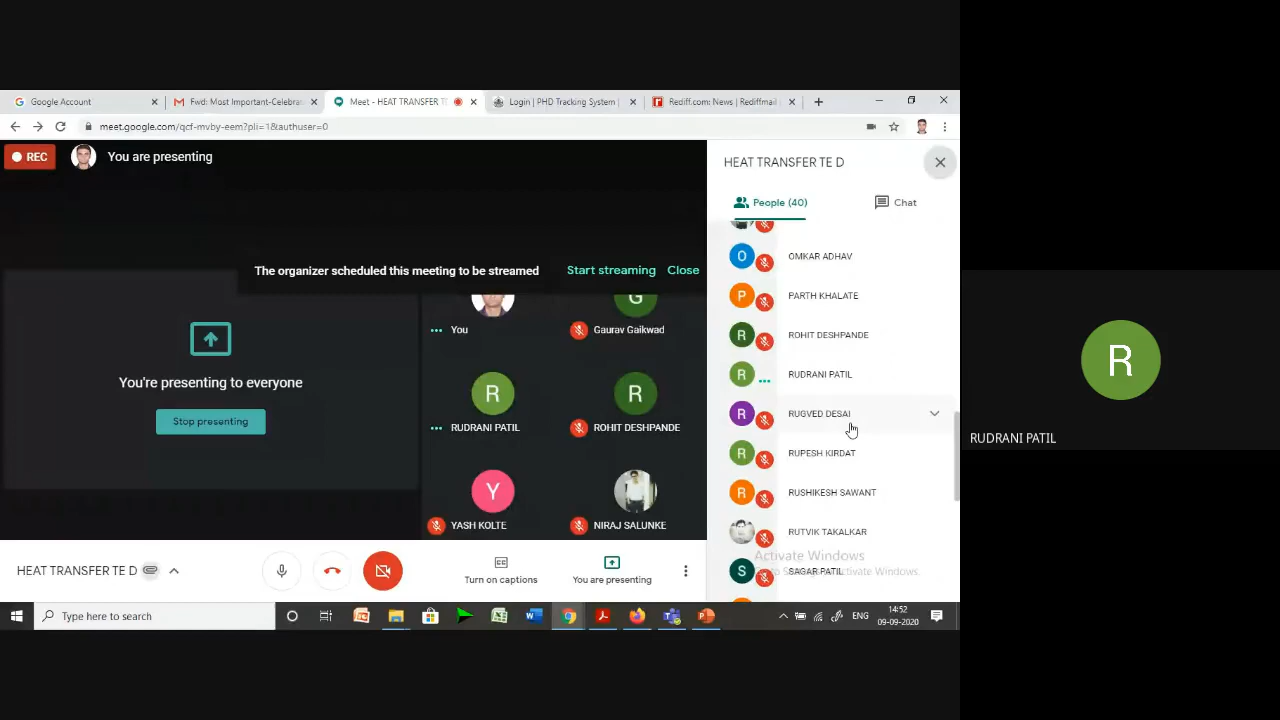 Google Account
Fwd: Most Important-Celebra
Meet - HEAT TRANSFER T
Login | PHD Tracking System
Rediff.com: News | Rediffmail
meet.google.com/qcf-mvby-eem?pli=1&authuser=0
REC
You are presenting
The organizer scheduled this meeting to be streamed
Start streaming
Close
You're presenting to everyone
Stop presenting
You
G
Gaurav Gaikwad
R
RUDRANI PATIL
R
ROHIT DESHPANDE
Y
YASH KOLTE
NIRAJ SALUNKE
HEAT TRANSFER TE D
People (40)
Chat
O
OMKAR ADHAV
P
PARTH KHALATE
R
ROHIT DESHPANDE
R
RUDRANI PATIL
R
RUGVED DESAI
R
RUPESH KIRDAT
R
RUSHIKESH SAWANT
RUTVIK TAKALKAR
S
SAGAR PATIL
Activate Windows
Activate Windows.
HEAT TRANSFER TE D
CC
Turn on captions
You are presenting
Type here to search
ENG
14:52
09-09-2020
R
RUDRANI PATIL